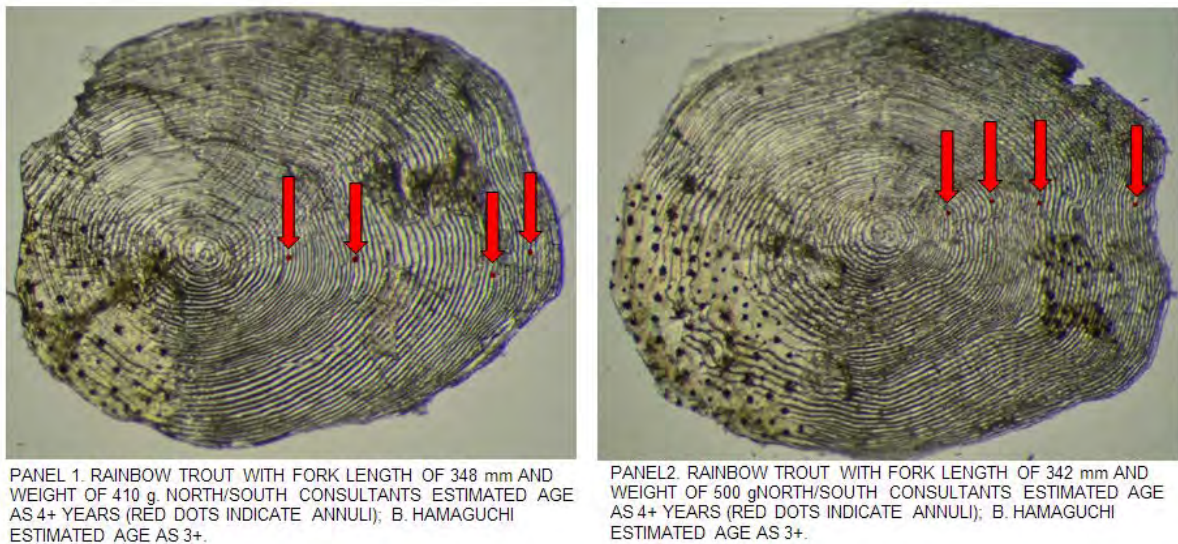 PANEL 1. RAINBOW TROUT WITH FORK LENGTH OF 348 mm AND
WEIGHT OF 410 g. NORTH/SOUTH CONSULTANTS ESTIMATED AGE
AS 4+ YEARS (RED DOTS INDICATE ANNULI); B. HAMAGUCHI
ESTIMATED AGE AS 3+.
PANEL2. RAINBOW TROUT WITH FORK LENGTH OF 342 mm AND
WEIGHT OF 500 gNORTH/SOUTH CONSULTANTS ESTIMATED AGE
AS 4+ YEARS (RED DOTS INDICATE ANNULI); B. HAMAGUCHI
ESTIMATED AGE AS 3+.